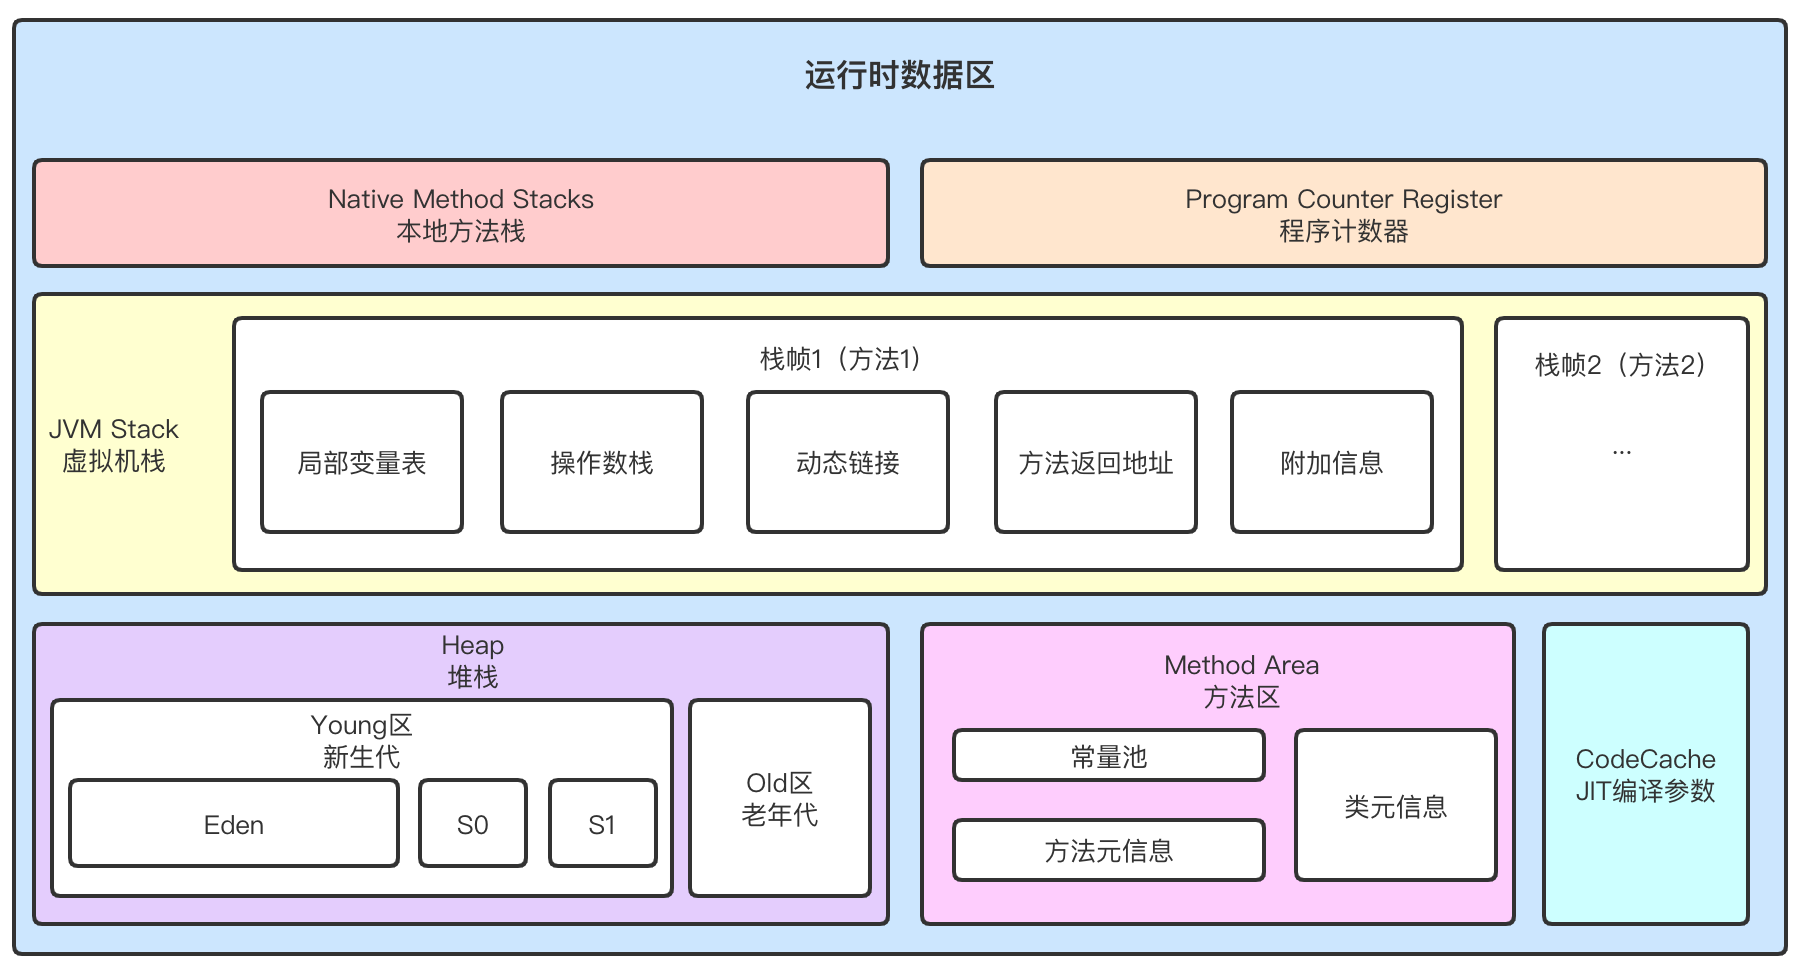 运行时数据区
Native Method Stacks
本地方法栈
Program Counter Register
程序计数器
JVM Stack
虚拟机栈
栈帧1（方法1）
局部变量表
操作数栈
动态链接
方法返回地址
附加信息
栈帧2（方法2）
...
Heap
堆栈
Young区
新生代
Eden
S0
S1
Old区
老年代
Method Area
方法区
常量池
方法元信息
类元信息
CodeCache
JIT编译参数